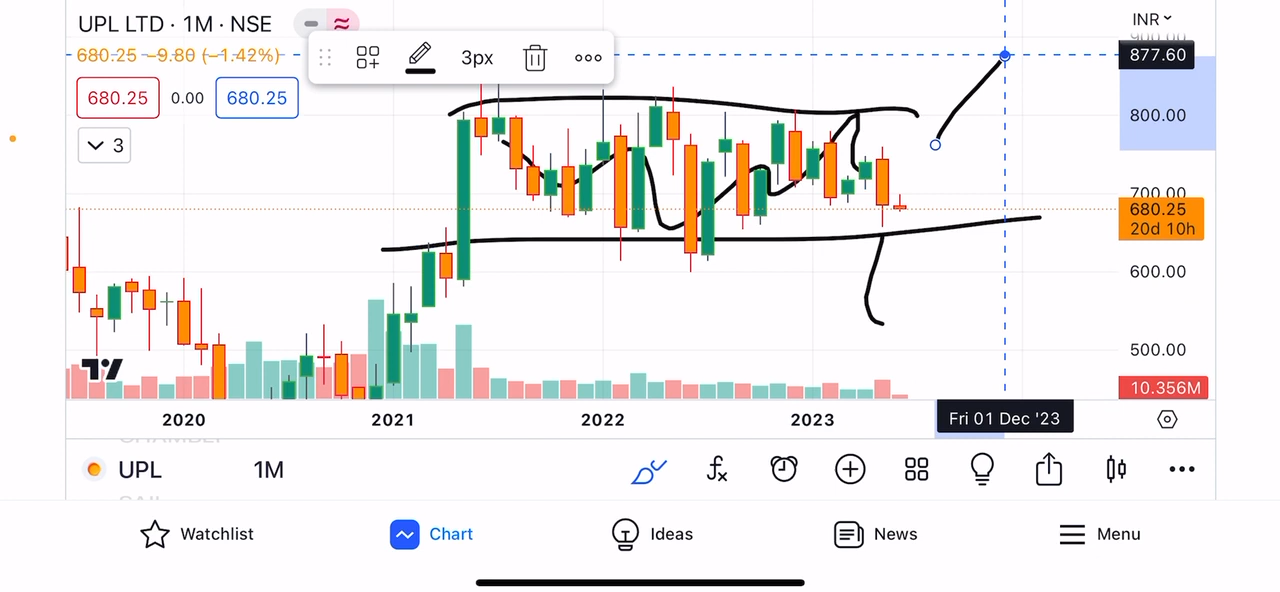 UPL LTD · 1M · NSE
INR
680.25 −9.80 (−1.42%)
3px
877.60
680.25 0.00 680.25
800.00
3
700.00
680.25
20d 10h
600.00
500.00
10.356M
2020 2021 2022 2023 Fri 01 Dec '23
UPL 1M
Watchlist Chart Ideas News Menu